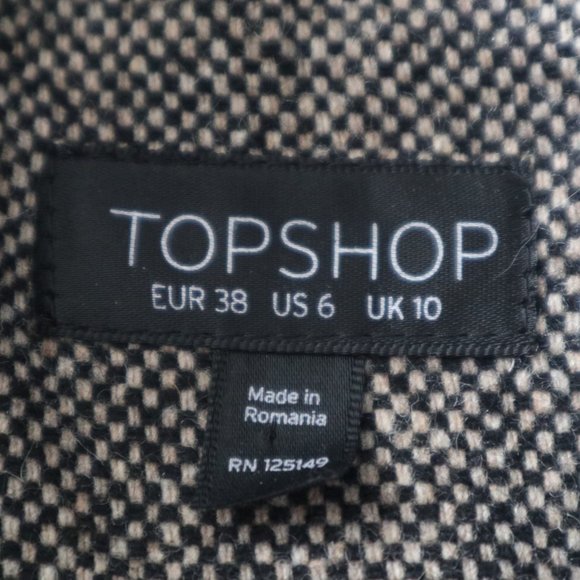 TOPSHOP
EUR 38 US 6 UK 10
Made in
Romania
RN 125149